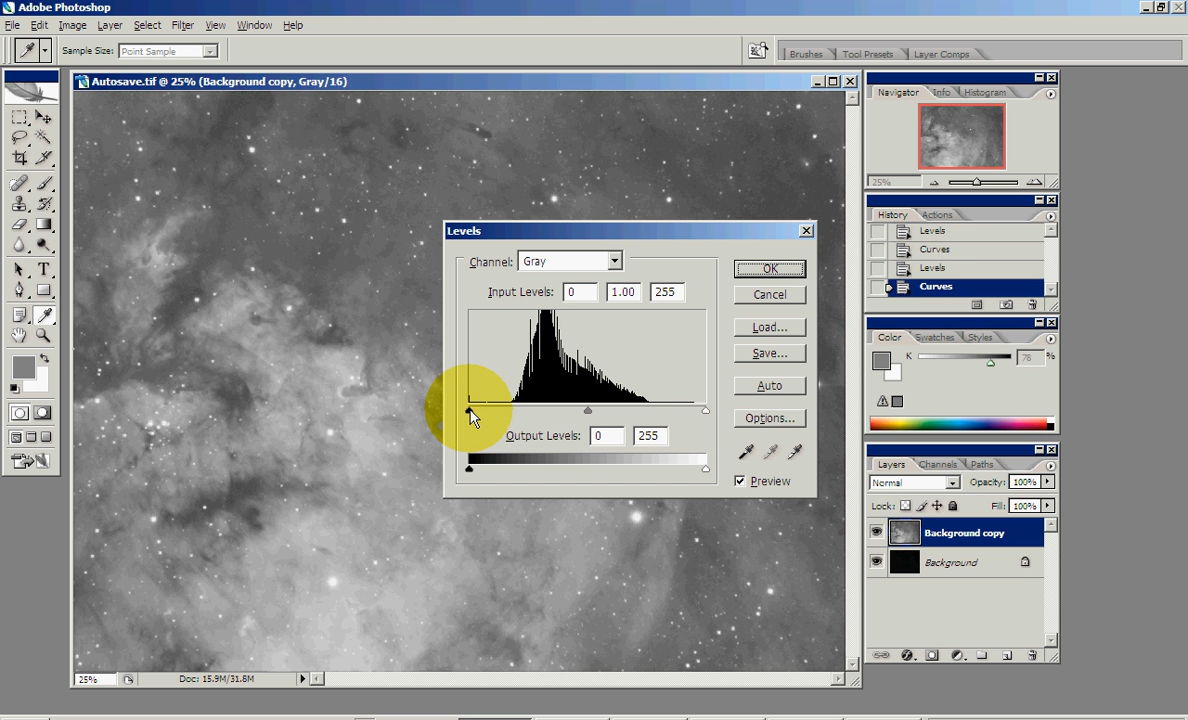 Adobe Photoshop
File Edit Image Layer Select Filter View Window Help
Sample Size: Point Sample
Brushes Tool Presets Layer Comps
Autosave.tif @ 25% (Background copy, Gray/16)
Navigator Info Histogram
25%
History Actions
Levels
Curves
Levels
Curves
Levels
Channel: Gray
Input Levels: 0 1.00 255
Output Levels: 0 255
OK
Cancel
Load...
Save...
Auto
Options...
Preview
Color Swatches Styles
K 76 %
Layers Channels Paths
Normal Opacity: 100%
Lock: Fill: 100%
Background copy
Background
T
25% Doc: 15.9M/31.8M